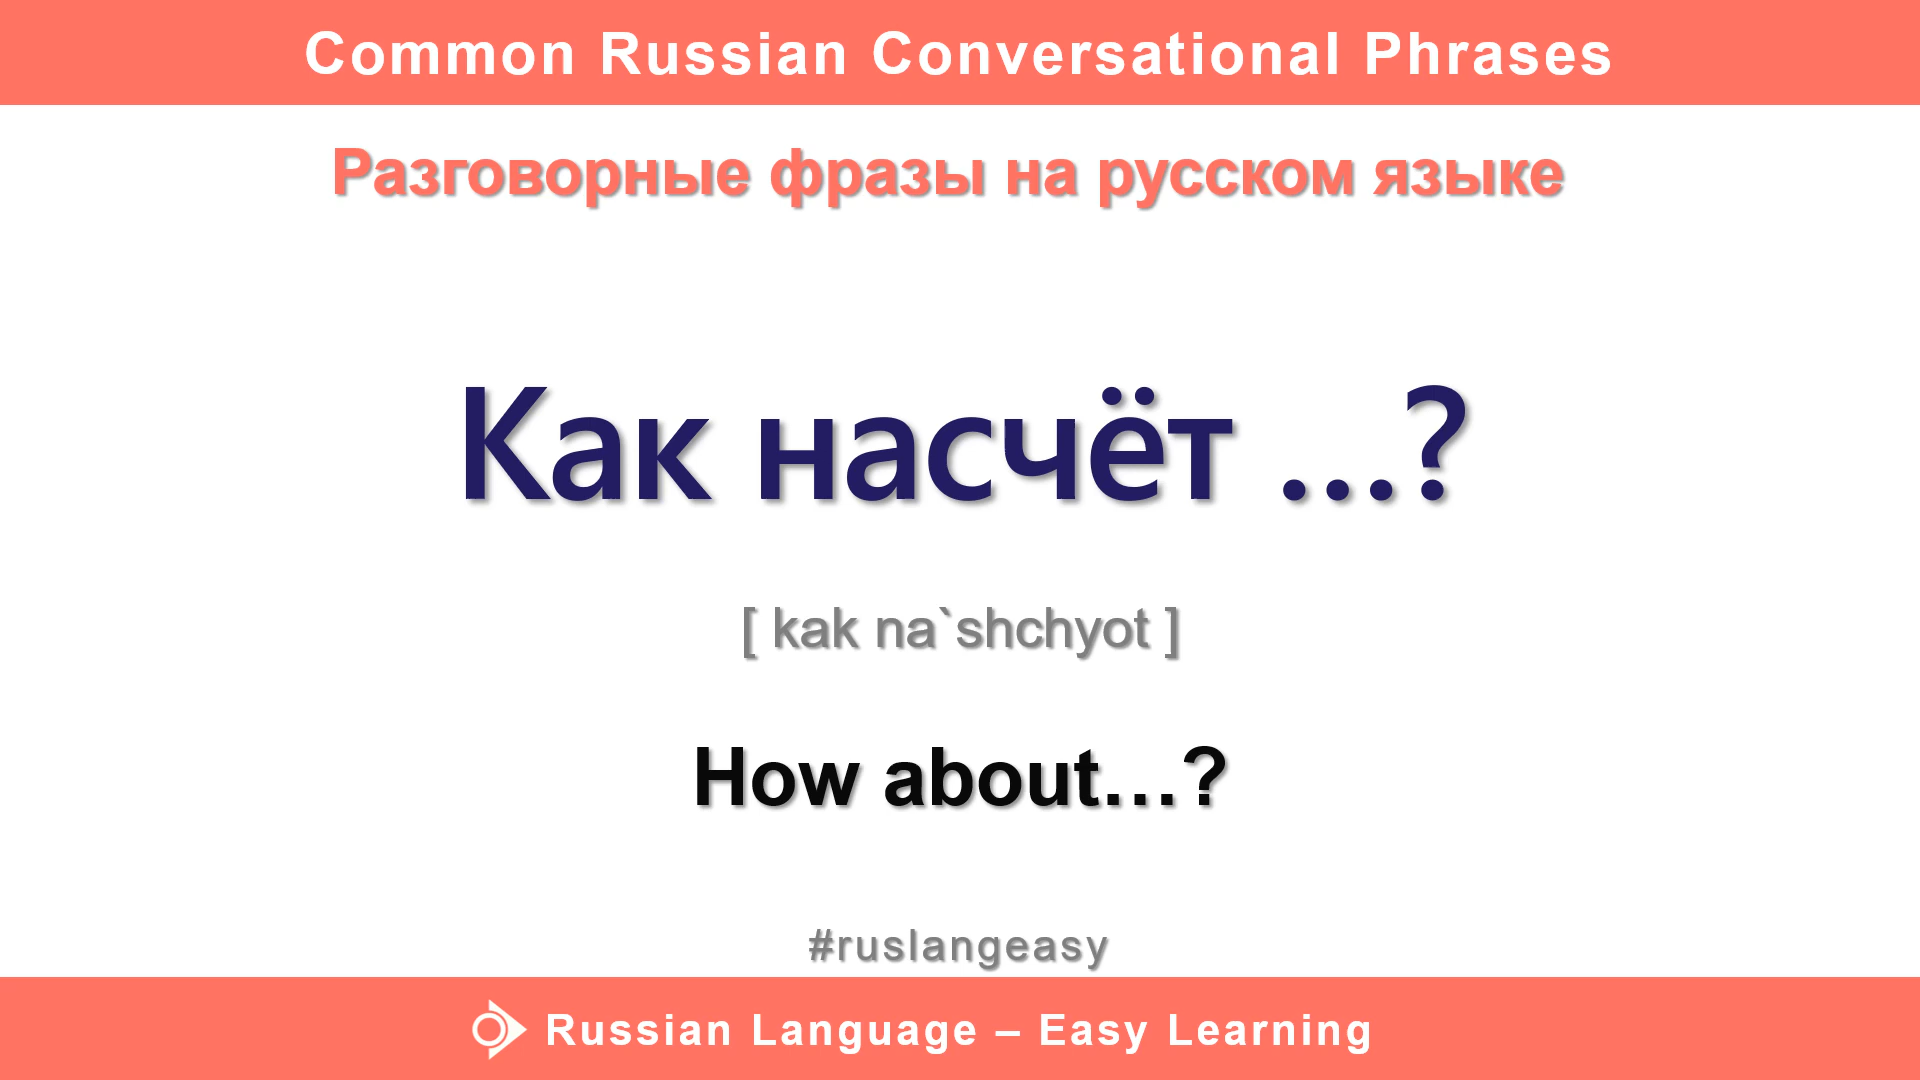 Common Russian Conversational Phrases
Разговорные фразы на русском языке
Как насчёт ...?
[ kak na`shchyot ]
How about...?
#ruslangeasy
Russian Language – Easy Learning